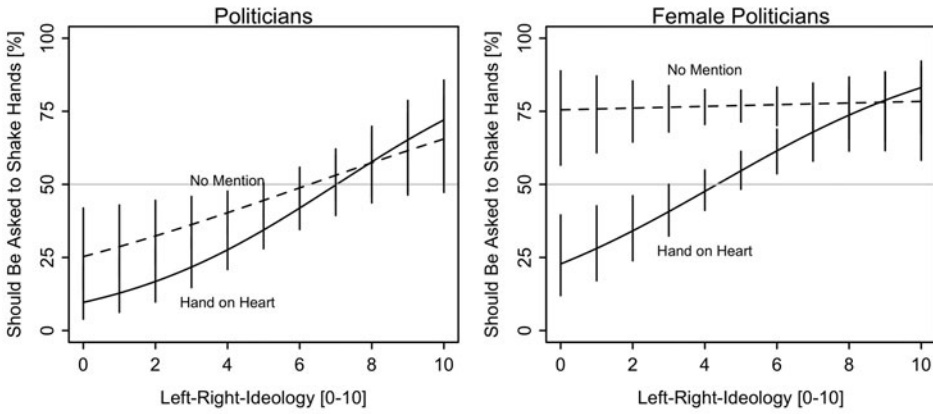 Politicians
Should Be Asked to Shake Hands [%]
100
75
50
25
0
No Mention
Hand on Heart
0 2 4 6 8 10
Left-Right-Ideology [0-10]
Female Politicians
Should Be Asked to Shake Hands [%]
100
75
50
25
0
No Mention
Hand on Heart
0 2 4 6 8 10
Left-Right-Ideology [0-10]